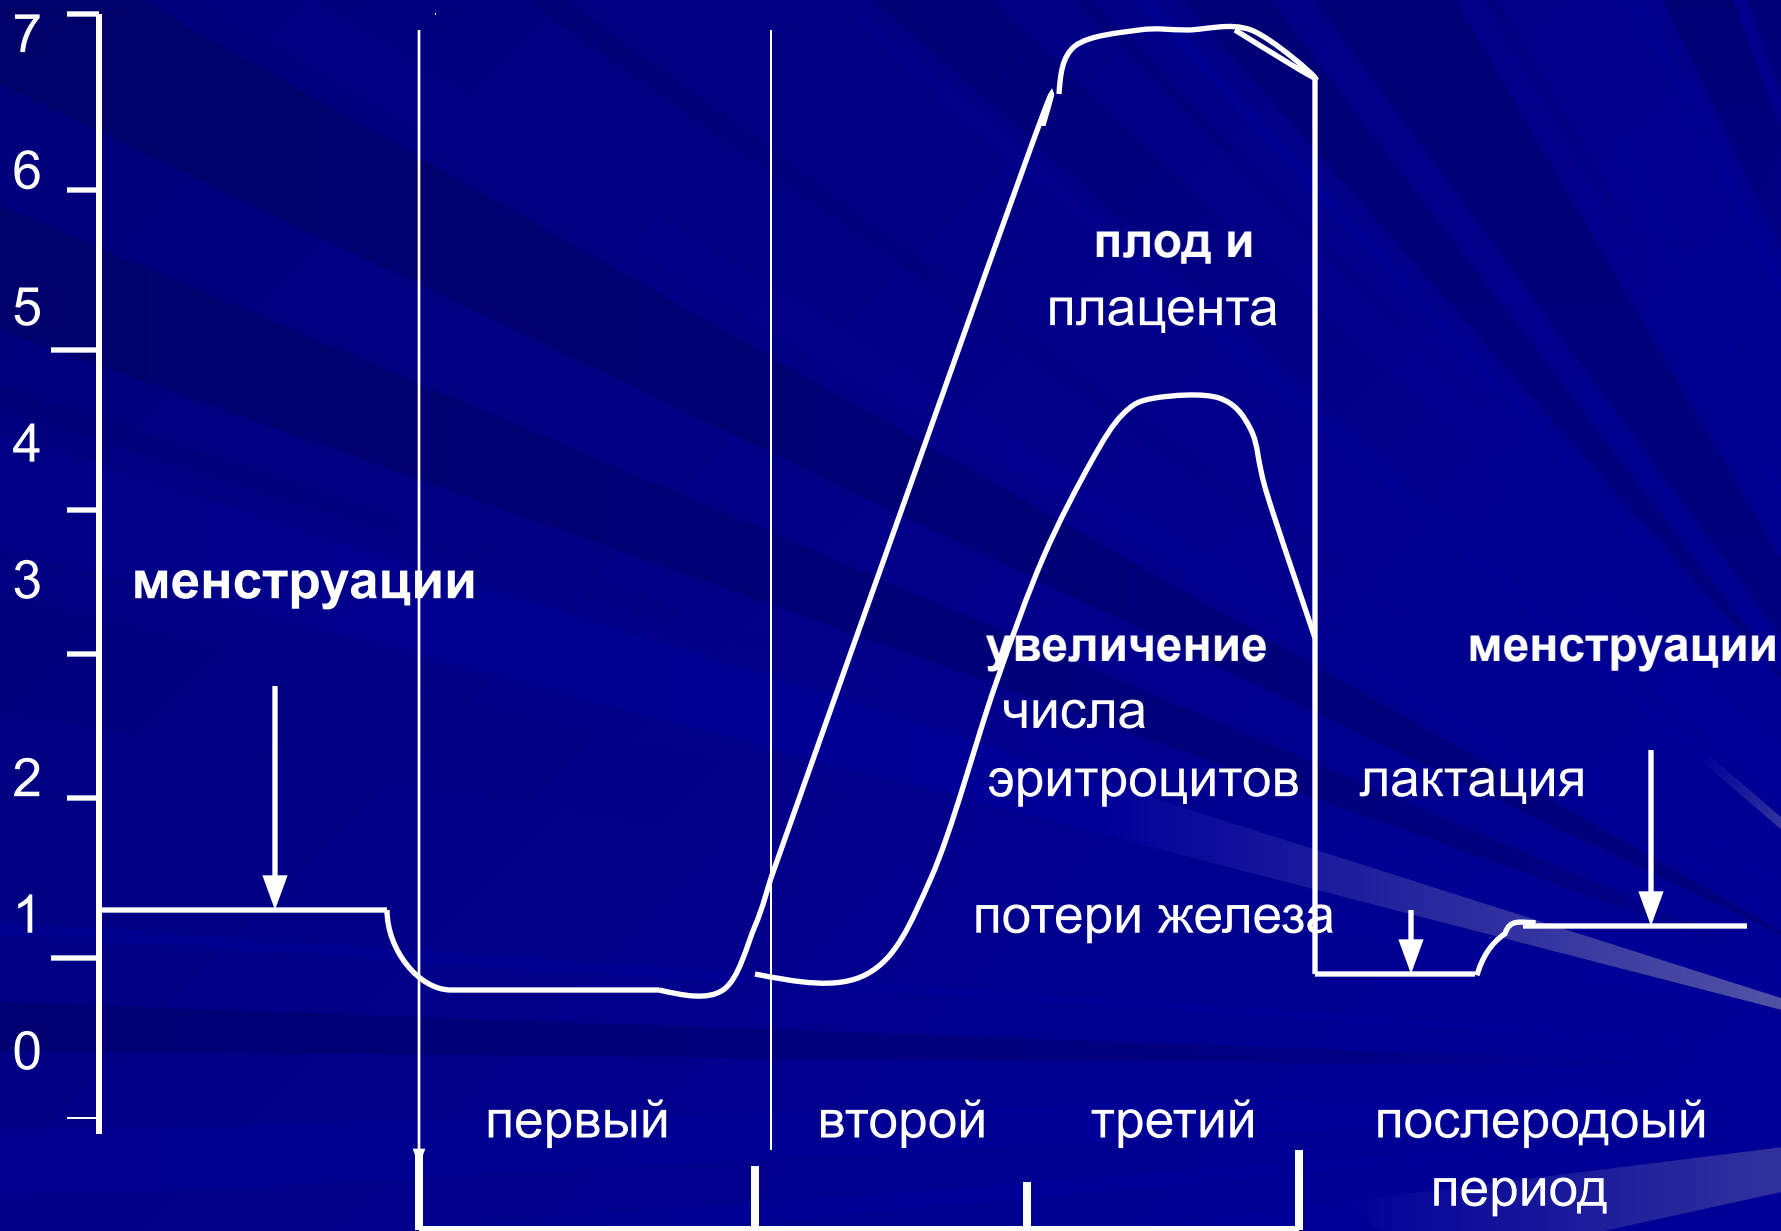 7
6
5
4
3
2
1
0
менструации
плод и
плацента
увеличение
числа
эритроцитов
потери железа
лактация
менструации
первый
второй
третий
послеродоый
период